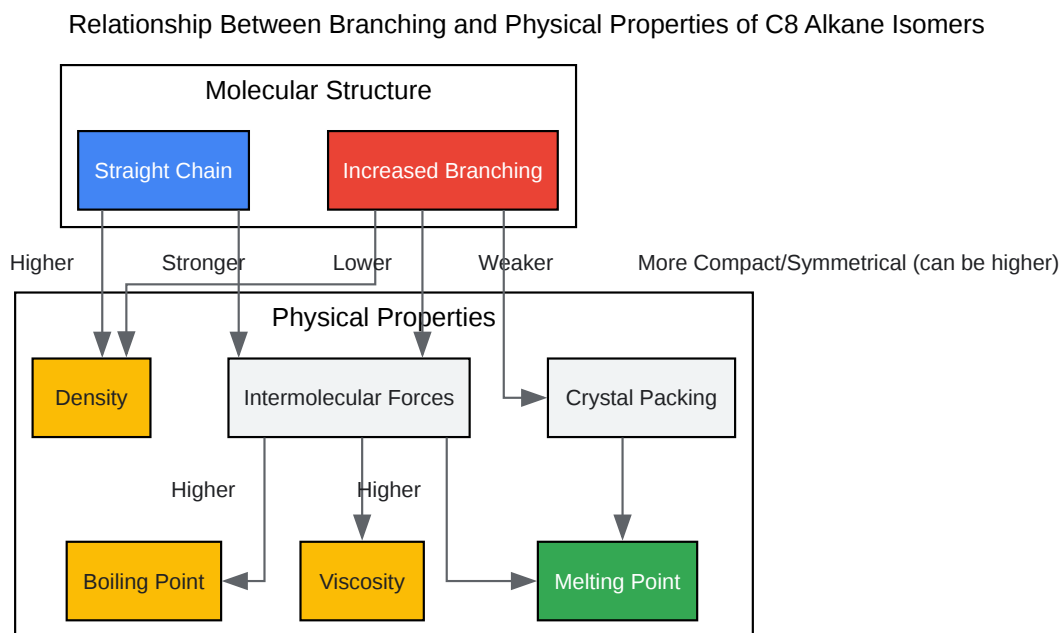 Relationship Between Branching and Physical Properties of C8 Alkane Isomers
Molecular Structure
Straight Chain
Increased Branching
Higher
Stronger
Lower
Weaker
More Compact/Symmetrical (can be higher)
Physical Properties
Density
Intermolecular Forces
Crystal Packing
Higher
Higher
Boiling Point
Viscosity
Melting Point